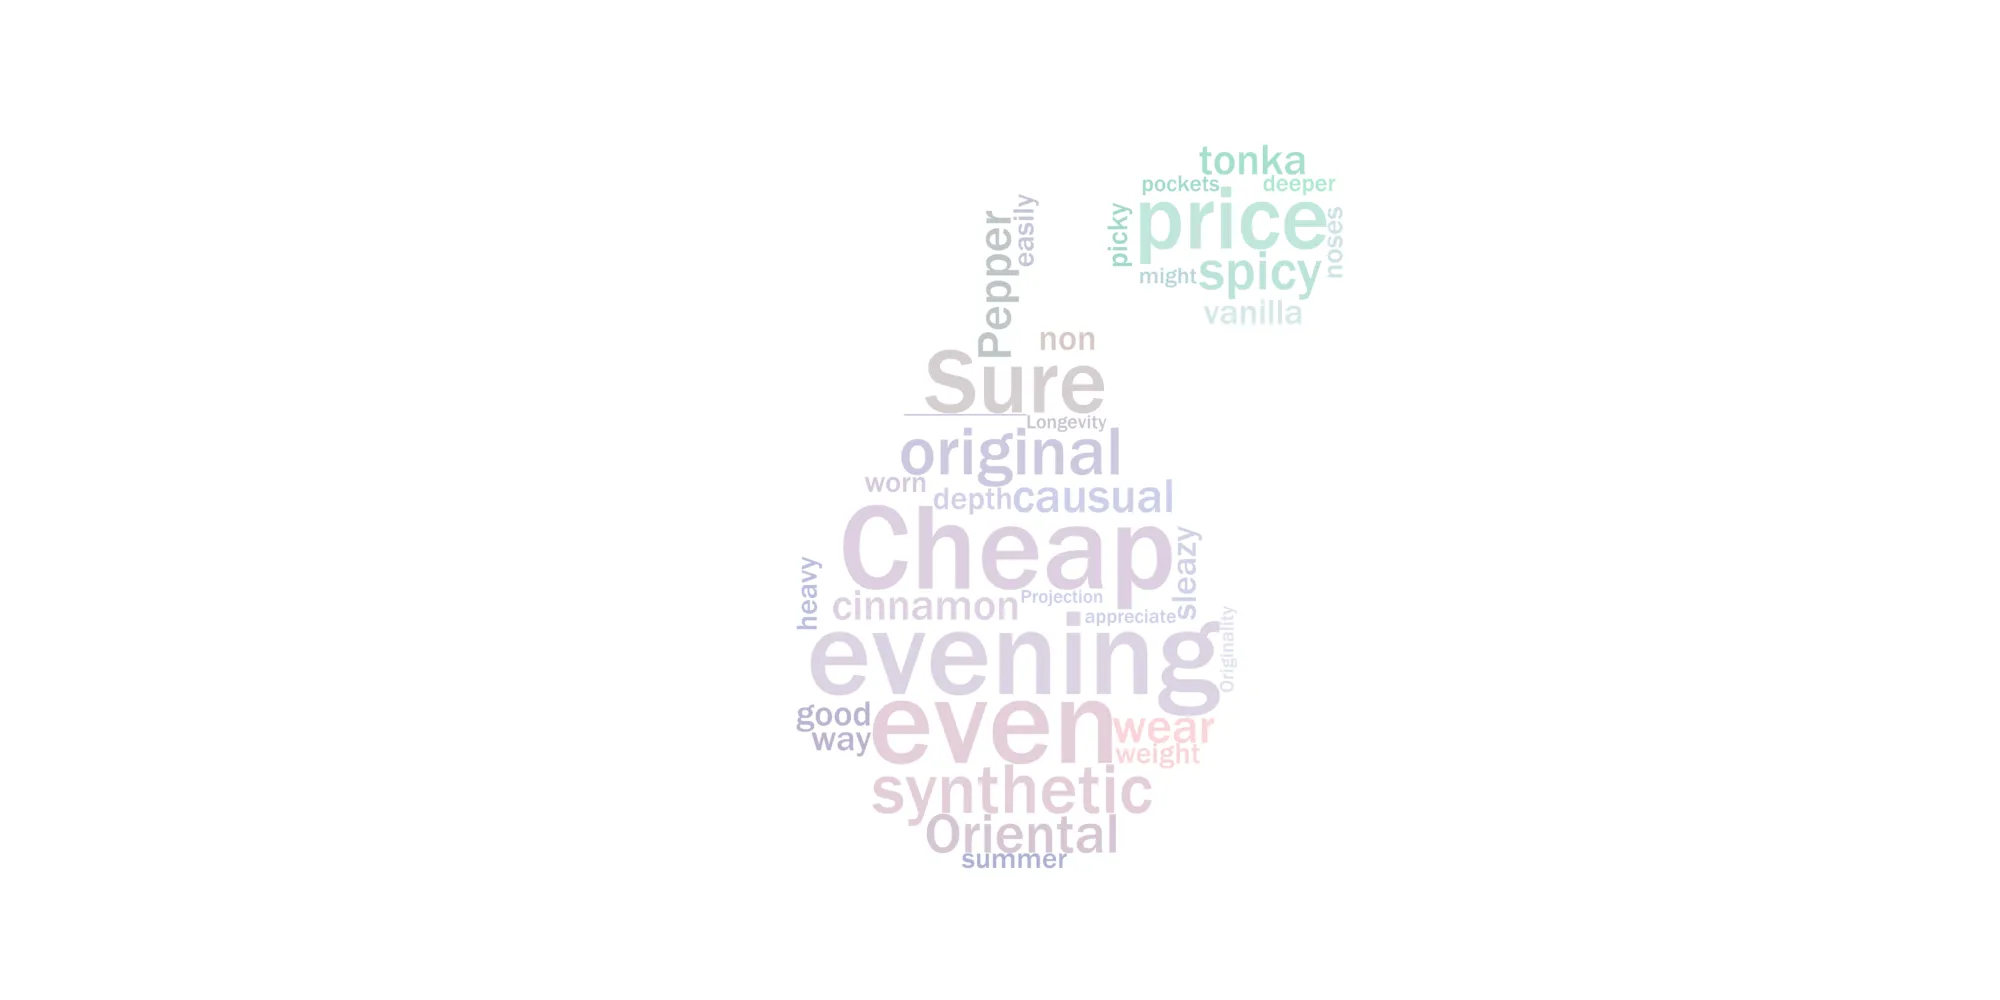 tonka
pockets
deeper
picky
price
noses
might
spicy
vanilla
easily
Pepper
non
Sure
Longevity
original
worn
depth
causual
Cheap
sleazy
heavy
cinnamon
Projection
appreciate
Originality
evening
good
even
wear
way
weight
synthetic
Oriental
summer